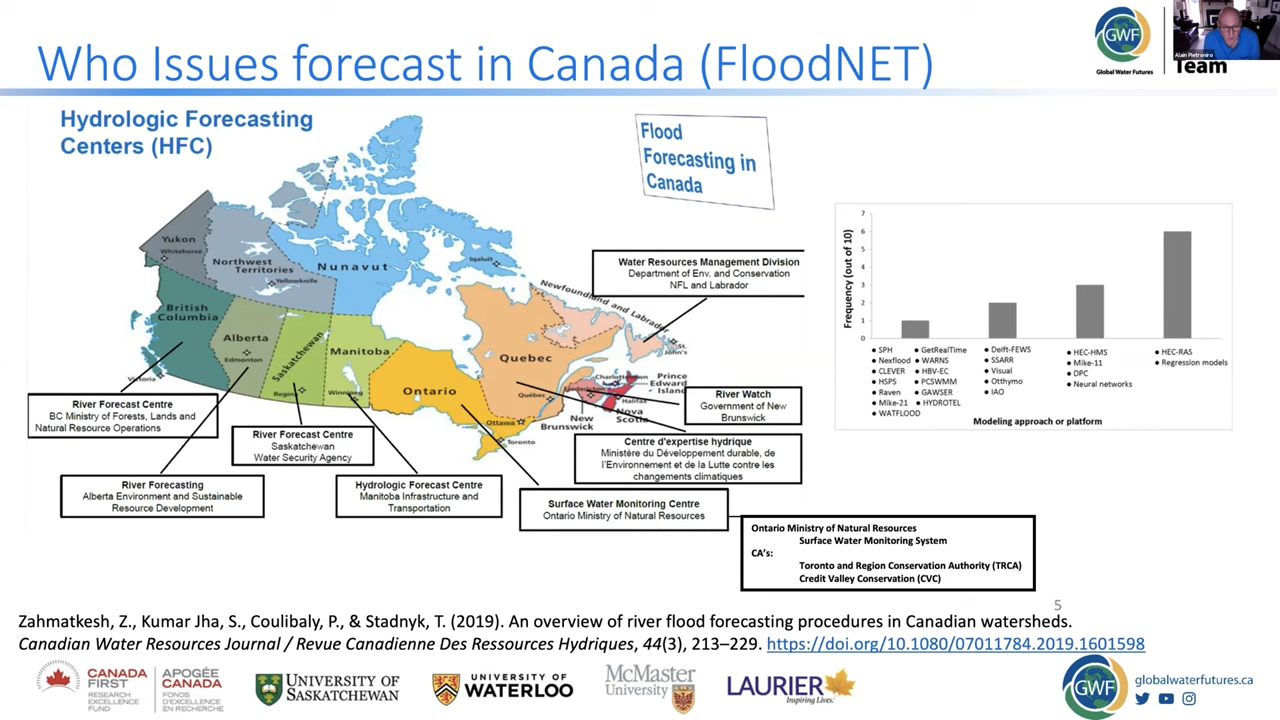 Who Issues forecast in Canada (FloodNET)
GWF
Global Water Futures
Team
Alain Pietroniro
Hydrologic Forecasting
Centers (HFC)
Flood
Forecasting in
Canada
Yukon
Whitehorse
Northwest
Territories
Yellowknife
Nunavut
Iqaluit
British
Columbia
Victoria
Alberta
Edmonton
Saskatchewan
Regina
Manitoba
Winnipeg
Ontario
Ottawa
Toronto
Quebec
Québec
Newfoundland and Labrador
St.
John's
Charlottetown
Prince
Edward
Island
Fredericton
Halifax
Nova
Scotia
New
Brunswick
Water Resources Management Division
Department of Env. and Conservation
NFL and Labrador
River Forecast Centre
BC Ministry of Forests, Lands and
Natural Resource Operations
River Forecast Centre
Saskatchewan
Water Security Agency
River Watch
Government of New
Brunswick
Centre d'expertise hydrique
Ministère du Développement durable, de
l'Environnement et de la Lutte contre les
changements climatiques
River Forecasting
Alberta Environment and Sustainable
Resource Development
Hydrologic Forecast Centre
Manitoba Infrastructure and
Transportation
Surface Water Monitoring Centre
Ontario Ministry of Natural Resources
Ontario Ministry of Natural Resources
Surface Water Monitoring System
CA's:
Toronto and Region Conservation Authority (TRCA)
Credit Valley Conservation (CVC)
Frequency (out of 10)
7
6
5
4
3
2
1
0
• SPH • GetRealTime
• Nexflood • WARNS
• CLEVER • HBV-EC
• HSPS • PCSWMM
• Raven • GAWSER
• Mike-21 • HYDROTEL
• WATFLOOD
• Delft-FEWS
• SSARR
• Visual
• Otthymo
• IAO
• HEC-HMS
• Mike-11
• DPC
• Neural networks
• HEC-RAS
• Regression models
Modeling approach or platform
5
Zahmatkesh, Z., Kumar Jha, S., Coulibaly, P., & Stadnyk, T. (2019). An overview of river flood forecasting procedures in Canadian watersheds.
Canadian Water Resources Journal / Revue Canadienne Des Ressources Hydriques, 44(3), 213–229. https://doi.org/10.1080/07011784.2019.1601598
CANADA
FIRST
RESEARCH
EXCELLENCE
FUND
APOGÉE
CANADA
FONDS
D'EXCELLENCE
EN RECHERCHE
UNIVERSITY OF
SASKATCHEWAN
UNIVERSITY OF
WATERLOO
McMaster
University
LAURIER
Inspiring Lives.
GWF
globalwaterfutures.ca